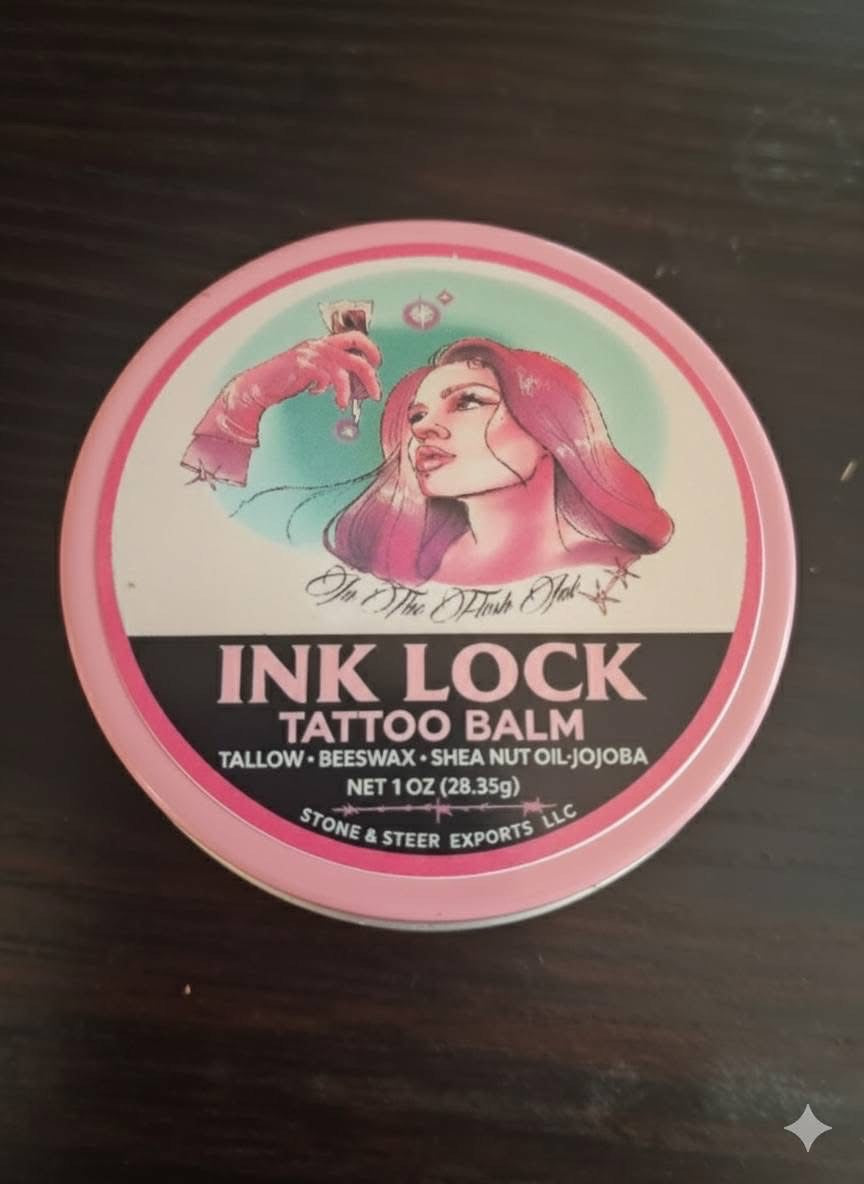 In The Flesh Ink
INK LOCK
TATTOO BALM
TALLOW • BEESWAX • SHEA NUT OIL•JOJOBA
NET 1 OZ (28.35g)
STONE & STEER EXPORTS LLC